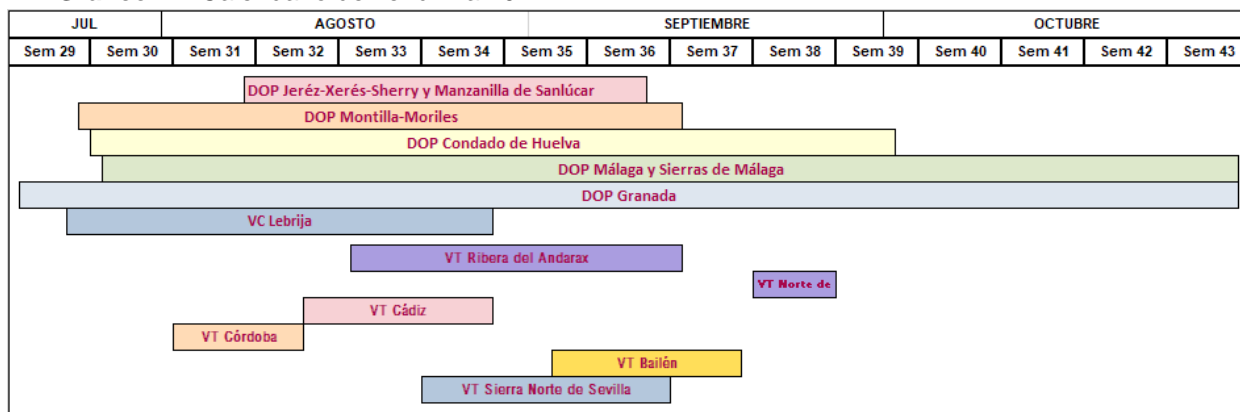 JUL AGOSTO SEPTIEMBRE OCTUBRE
Sem 29 Sem 30 Sem 31 Sem 32 Sem 33 Sem 34 Sem 35 Sem 36 Sem 37 Sem 38 Sem 39 Sem 40 Sem 41 Sem 42 Sem 43
DOP Jeréz-Xerés-Sherry y Manzanilla de Sanlúcar
DOP Montilla-Moriles
DOP Condado de Huelva
DOP Málaga y Sierras de Málaga
DOP Granada
VC Lebrija
VT Ribera del Andarax
VT Norte de
VT Cádiz
VT Córdoba
VT Bailén
VT Sierra Norte de Sevilla